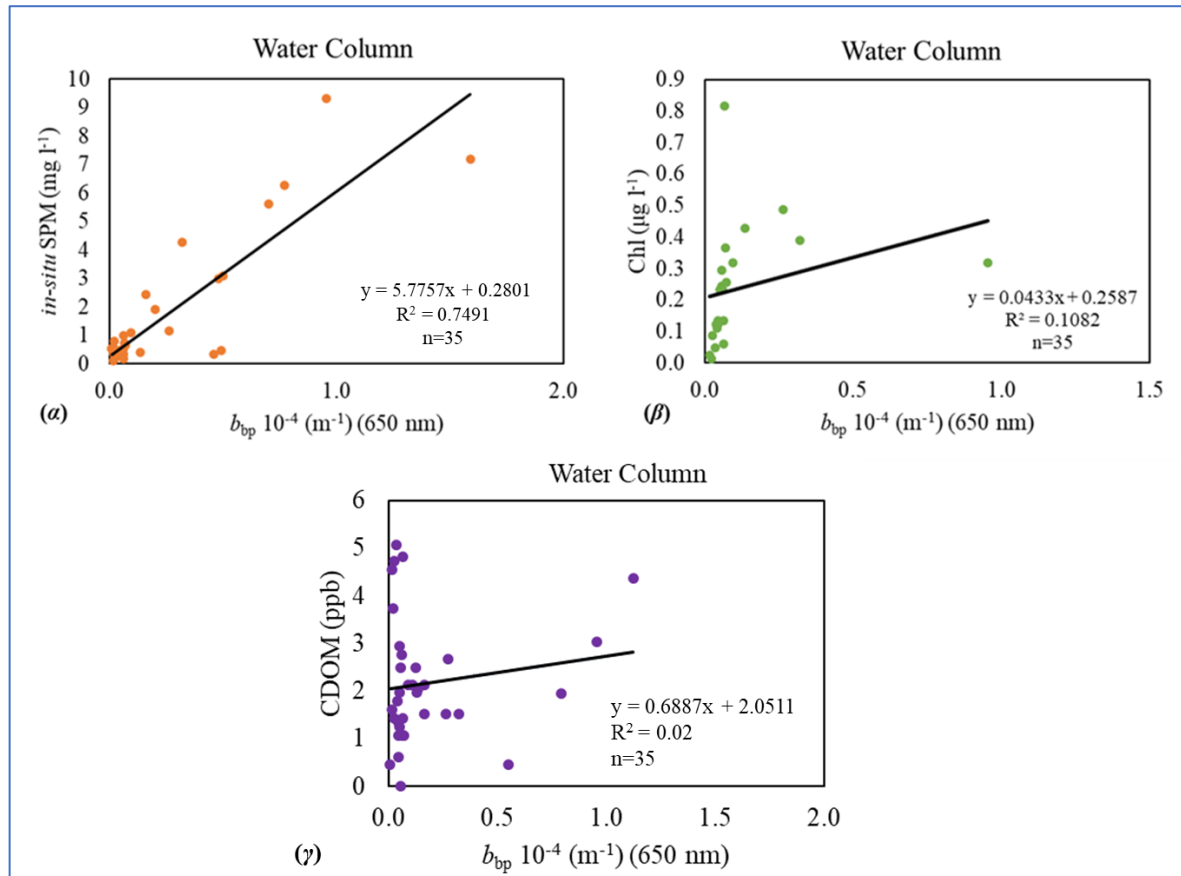 Water Column
in-situ SPM (mg l⁻¹)
10
9
8
7
6
5
4
3
2
1
0
y = 5.7757x + 0.2801
R² = 0.7491
n=35
0.0 1.0 2.0
(α)
b_bp 10⁻⁴ (m⁻¹) (650 nm)
Water Column
Chl (μg l⁻¹)
0.9
0.8
0.7
0.6
0.5
0.4
0.3
0.2
0.1
0.0
y = 0.0433x + 0.2587
R² = 0.1082
n=35
0.0 0.5 1.0 1.5
(β)
b_bp 10⁻⁴ (m⁻¹) (650 nm)
Water Column
CDOM (ppb)
6
5
4
3
2
1
0
y = 0.6887x + 2.0511
R² = 0.02
n=35
0.0 0.5 1.0 1.5 2.0
(γ)
b_bp 10⁻⁴ (m⁻¹) (650 nm)